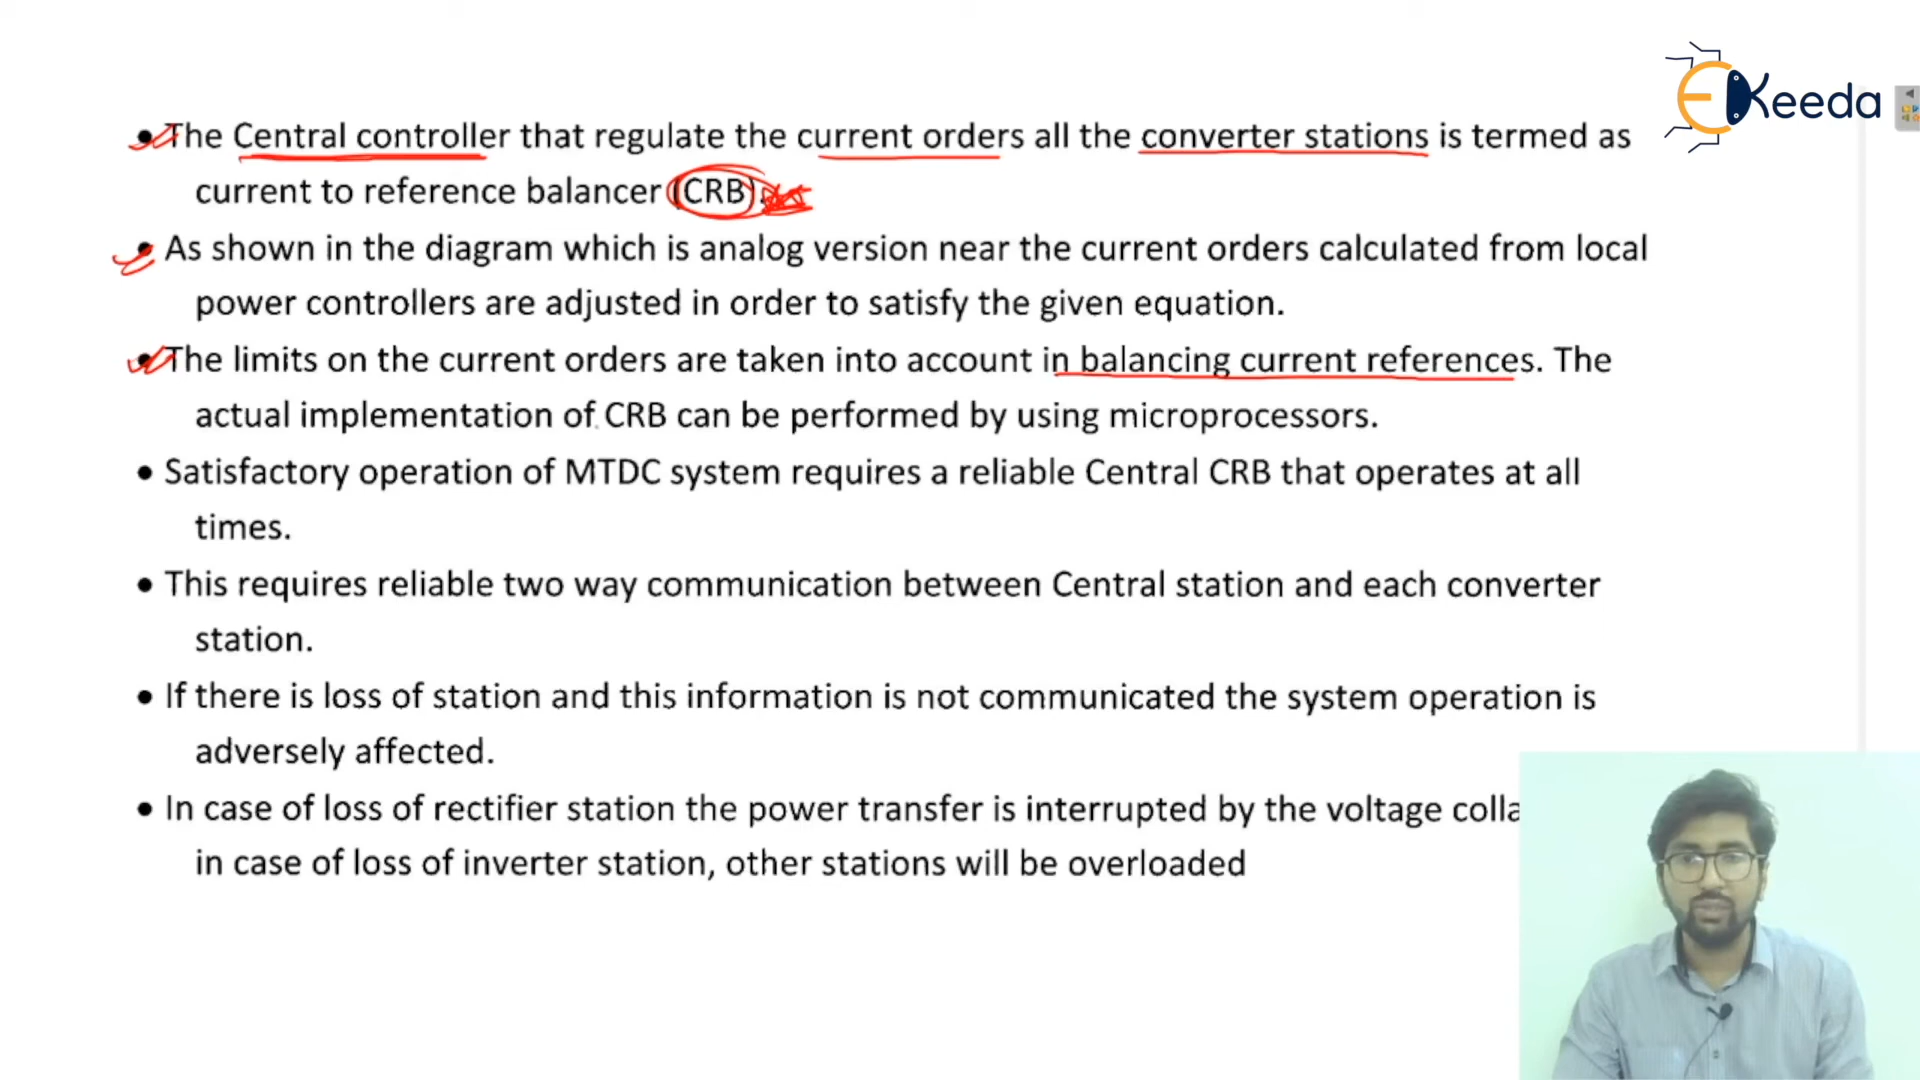 EKeeda
• The Central controller that regulate the current orders all the converter stations is termed as
current to reference balancer (CRB).
• As shown in the diagram which is analog version near the current orders calculated from local
power controllers are adjusted in order to satisfy the given equation.
• The limits on the current orders are taken into account in balancing current references. The
actual implementation of CRB can be performed by using microprocessors.
• Satisfactory operation of MTDC system requires a reliable Central CRB that operates at all
times.
• This requires reliable two way communication between Central station and each converter
station.
• If there is loss of station and this information is not communicated the system operation is
adversely affected.
• In case of loss of rectifier station the power transfer is interrupted by the voltage
in case of loss of inverter station, other stations will be overloaded